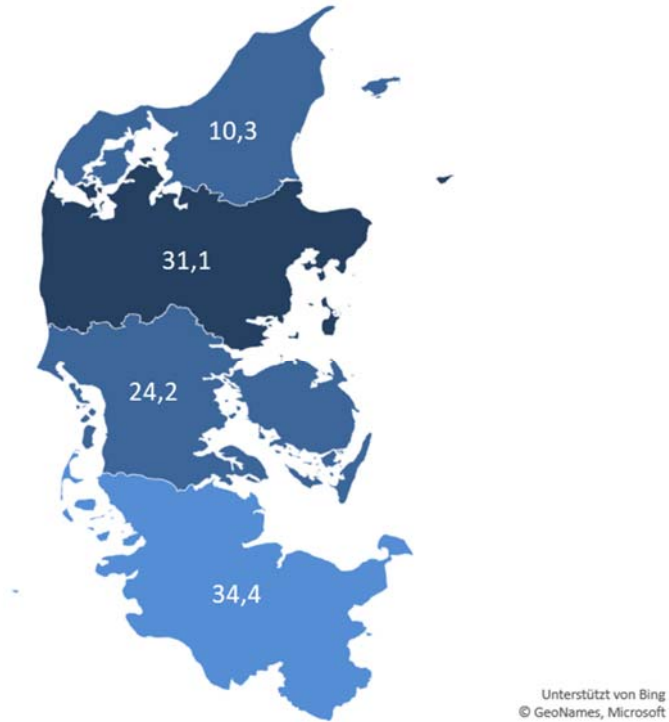 10,3
31,1
24,2
34,4
Unterstützt von Bing
© GeoNames, Microsoft